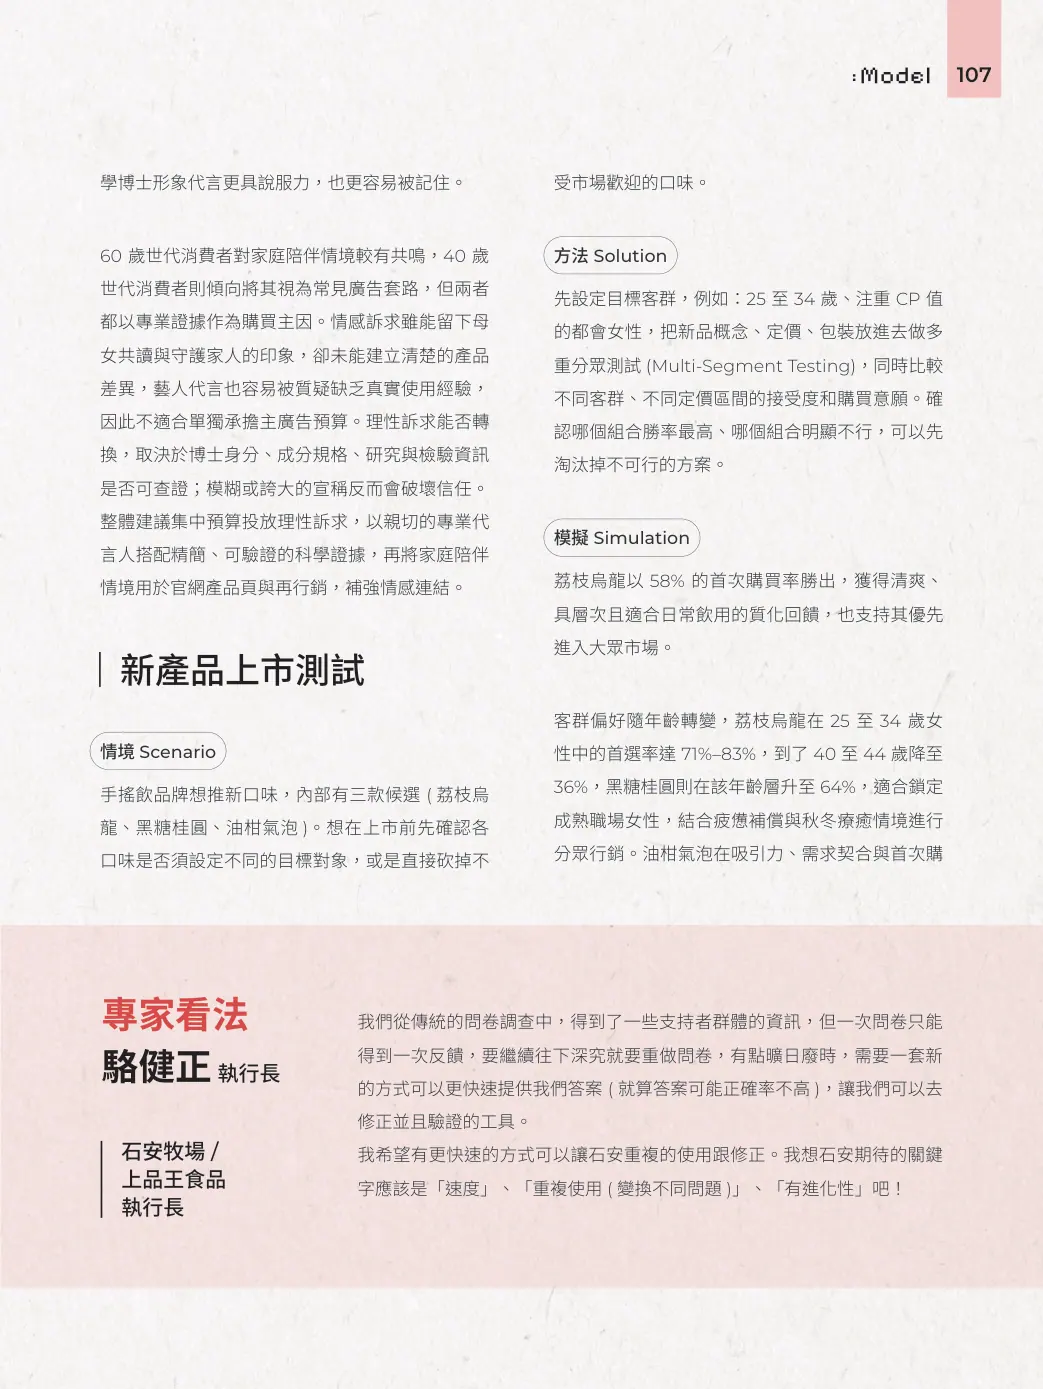 :Model 107
學博士形象代言更具說服力，也更容易被記住。
60 歲世代消費者對家庭陪伴情境較有共鳴，40 歲
世代消費者則傾向將其視為常見廣告套路，但兩者
都以專業證據作為購買主因。情感訴求雖能留下母
女共讀與守護家人的印象，卻未能建立清楚的產品
差異，藝人代言也容易被質疑缺乏真實使用經驗，
因此不適合單獨承擔主廣告預算。理性訴求能否轉
換，取決於博士身分、成分規格、研究與檢驗資訊
是否可查證；模糊或誇大的宣稱反而會破壞信任。
整體建議集中預算投放理性訴求，以親切的專業代
言人搭配精簡、可驗證的科學證據，再將家庭陪伴
情境用於官網產品頁與再行銷，補強情感連結。
新產品上市測試
情境 Scenario
手搖飲品牌想推新口味，內部有三款候選 ( 荔枝烏
龍、黑糖桂圓、油柑氣泡 )。想在上市前先確認各
口味是否須設定不同的目標對象，或是直接砍掉不
受市場歡迎的口味。
方法 Solution
先設定目標客群，例如：25 至 34 歲、注重 CP 值
的都會女性，把新品概念、定價、包裝放進去做多
重分眾測試 (Multi-Segment Testing)，同時比較
不同客群、不同定價區間的接受度和購買意願。確
認哪個組合勝率最高、哪個組合明顯不行，可以先
淘汰掉不可行的方案。
模擬 Simulation
荔枝烏龍以 58% 的首次購買率勝出，獲得清爽、
具層次且適合日常飲用的質化回饋，也支持其優先
進入大眾市場。
客群偏好隨年齡轉變，荔枝烏龍在 25 至 34 歲女
性中的首選率達 71%–83%，到了 40 至 44 歲降至
36%，黑糖桂圓則在該年齡層升至 64%，適合鎖定
成熟職場女性，結合疲憊補償與秋冬療癒情境進行
分眾行銷。油柑氣泡在吸引力、需求契合與首次購
專家看法
駱健正 執行長
石安牧場 /
上品王食品
執行長
我們從傳統的問卷調查中，得到了一些支持者群體的資訊，但一次問卷只能
得到一次反饋，要繼續往下深究就要重做問卷，有點曠日廢時，需要一套新
的方式可以更快速提供我們答案 ( 就算答案可能正確率不高 )，讓我們可以去
修正並且驗證的工具。
我希望有更快速的方式可以讓石安重複的使用跟修正。我想石安期待的關鍵
字應該是「速度」、「重複使用 ( 變換不同問題 )」、「有進化性」吧！